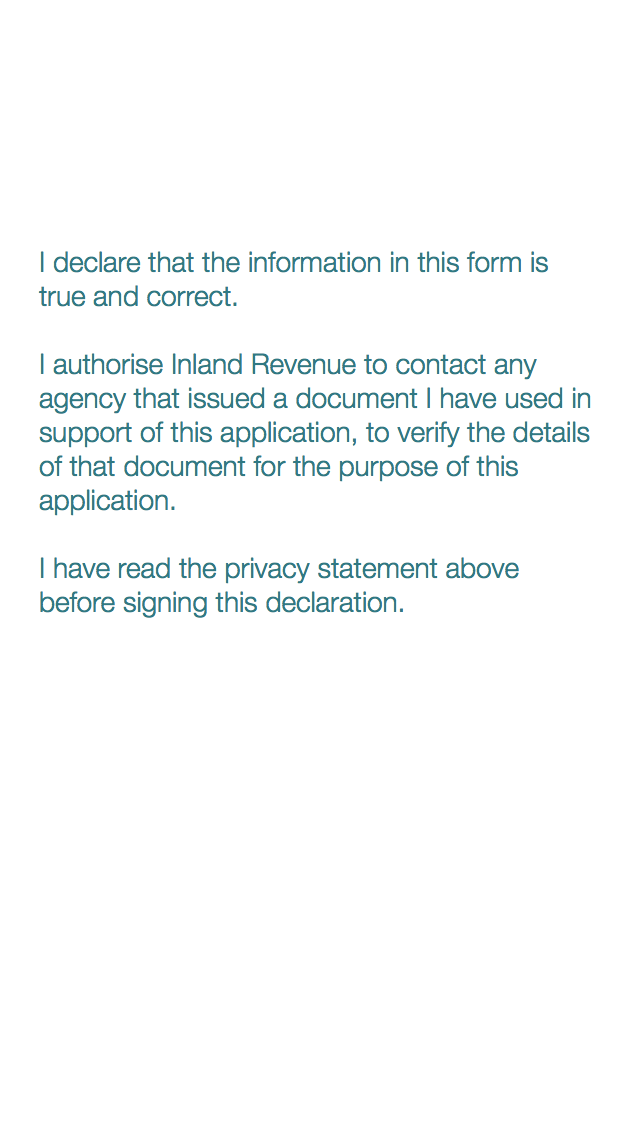 I declare that the information in this form is
true and correct.
I authorise Inland Revenue to contact any
agency that issued a document I have used in
support of this application, to verify the details
of that document for the purpose of this
application.
I have read the privacy statement above
before signing this declaration.